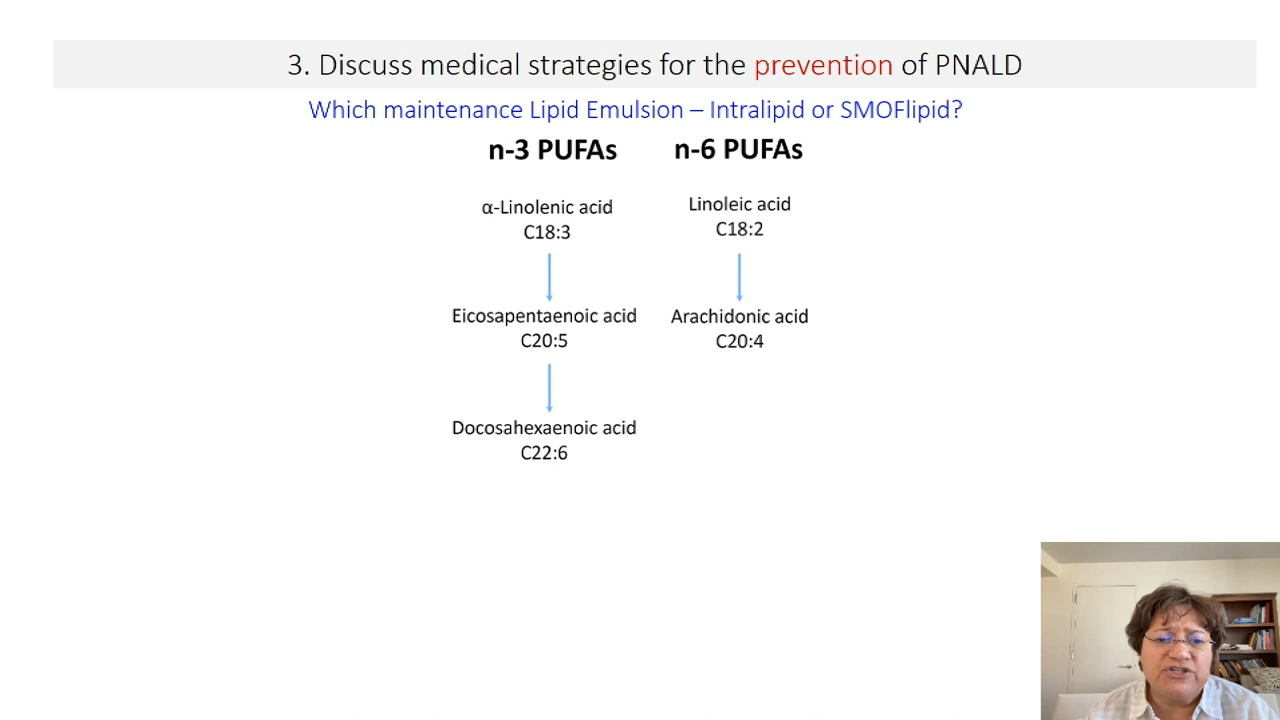 3. Discuss medical strategies for the prevention of PNALD
Which maintenance Lipid Emulsion – Intralipid or SMOFlipid?
n-3 PUFAs
n-6 PUFAs
α-Linolenic acid
C18:3
Linoleic acid
C18:2
Eicosapentaenoic acid
C20:5
Arachidonic acid
C20:4
Docosahexaenoic acid
C22:6